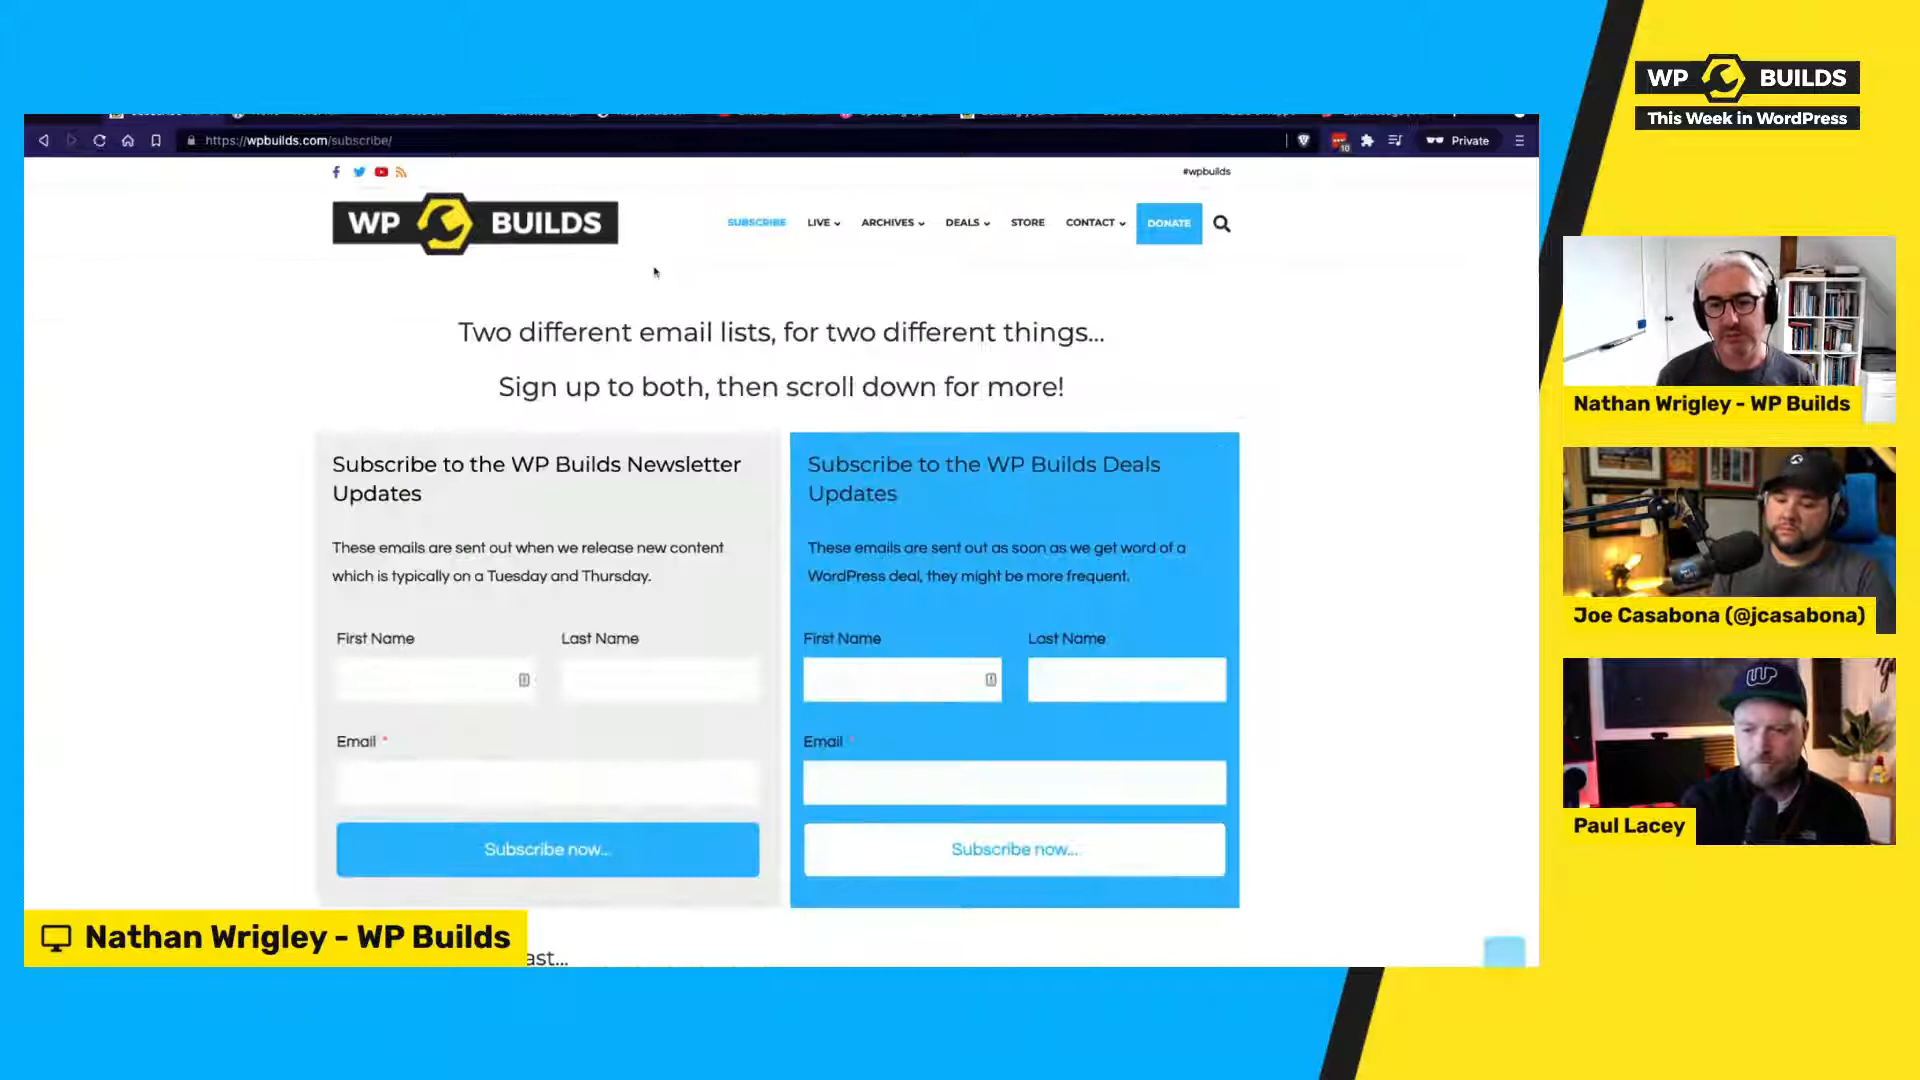 WP BUILDS
This Week in WordPress
https://wpbuilds.com/subscribe/
10
Private
#wpbuilds
WP BUILDS
SUBSCRIBE LIVE ARCHIVES DEALS STORE CONTACT DONATE
Two different email lists, for two different things...
Sign up to both, then scroll down for more!
Subscribe to the WP Builds Newsletter
Updates
These emails are sent out when we release new content
which is typically on a Tuesday and Thursday.
First Name Last Name
Email *
Subscribe now...
Subscribe to the WP Builds Deals
Updates
These emails are sent out as soon as we get word of a
WordPress deal, they might be more frequent.
First Name Last Name
Email *
Subscribe now...
ast...
Nathan Wrigley - WP Builds
Nathan Wrigley - WP Builds
Joe Casabona (@jcasabona)
Paul Lacey